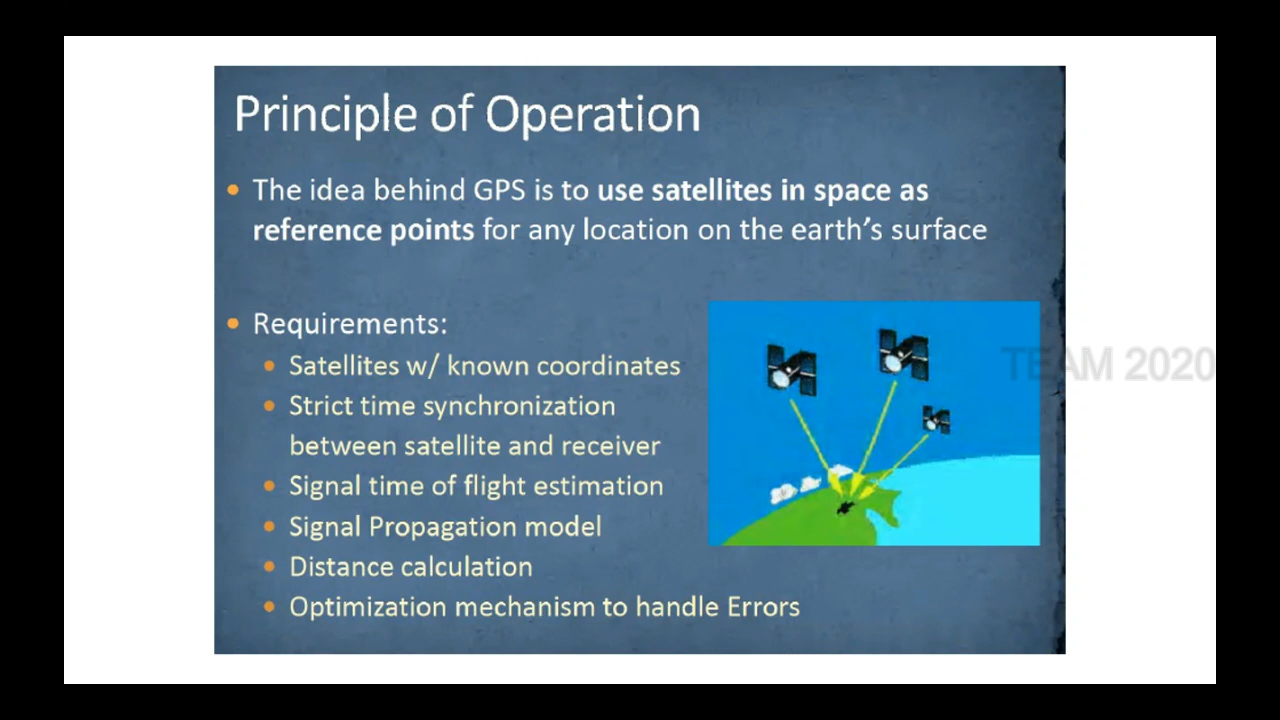 Principle of Operation
• The idea behind GPS is to use satellites in space as
reference points for any location on the earth's surface
• Requirements:
• Satellites w/ known coordinates
• Strict time synchronization
between satellite and receiver
• Signal time of flight estimation
• Signal Propagation model
• Distance calculation
• Optimization mechanism to handle Errors
TEAM 2020